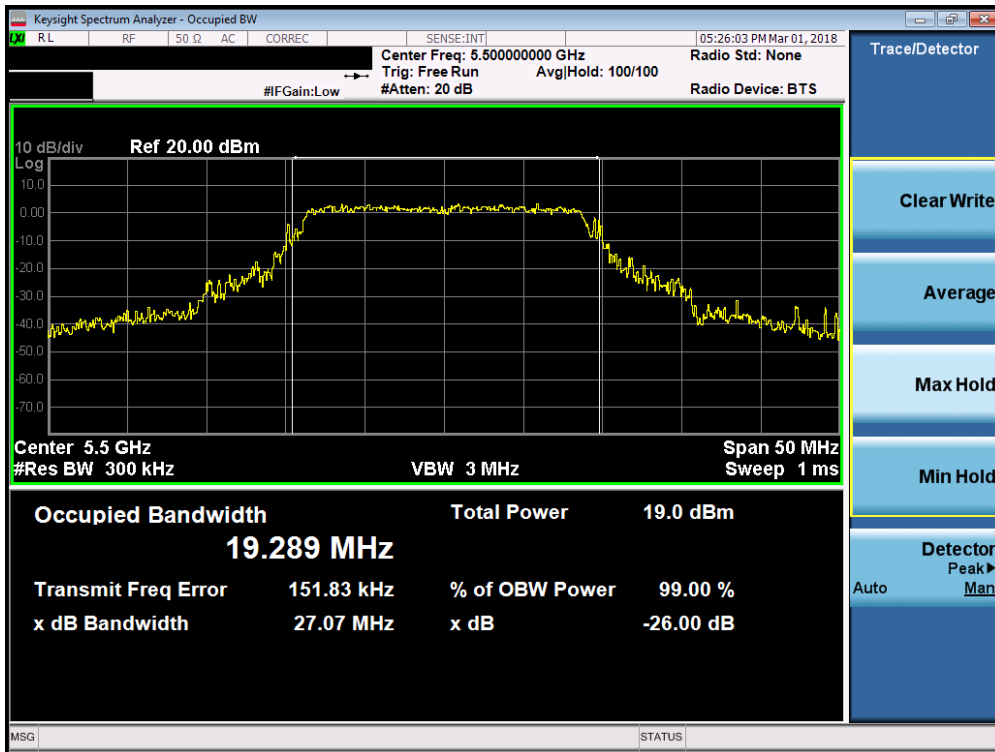 Keysight Spectrum Analyzer - Occupied BW
LXI RL RF 50 Ω AC CORREC SENSE:INT 05:26:03 PM Mar 01, 2018
Center Freq: 5.500000000 GHz Radio Std: None
Trig: Free Run Avg|Hold: 100/100
#IFGain:Low #Atten: 20 dB Radio Device: BTS
10 dB/div Ref 20.00 dBm
Log
10.0
0.00
-10.0
-20.0
-30.0
-40.0
-50.0
-60.0
-70.0
Center 5.5 GHz Span 50 MHz
#Res BW 300 kHz VBW 3 MHz Sweep 1 ms
Occupied Bandwidth Total Power 19.0 dBm
19.289 MHz
Transmit Freq Error 151.83 kHz % of OBW Power 99.00 %
x dB Bandwidth 27.07 MHz x dB -26.00 dB
MSG STATUS
Trace/Detector
Clear Write
Average
Max Hold
Min Hold
Detector
Peak▶
Auto Man